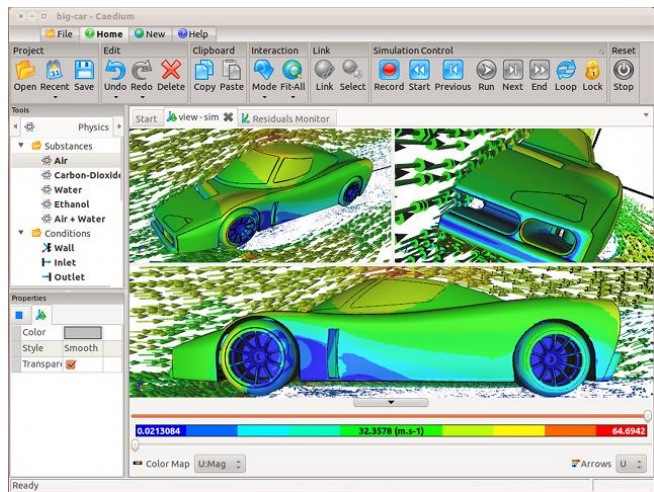 big-car - Caedium
File Home New Help
Project Edit Clipboard Interaction Link Simulation Control Reset
Open Recent Save Undo Redo Delete Copy Paste Mode Fit-All Link Select Record Start Previous Run Next End Loop Lock Stop
Tools
Physics
Start view - sim Residuals Monitor
Substances
Air
Carbon-Dioxide
Water
Ethanol
Air + Water
Conditions
Wall
Inlet
Outlet
Properties
Color
Style Smooth
Transpare
0.0213084 32.3578 (m.s-1) 64.6942
Color Map U:Mag Arrows U
Ready